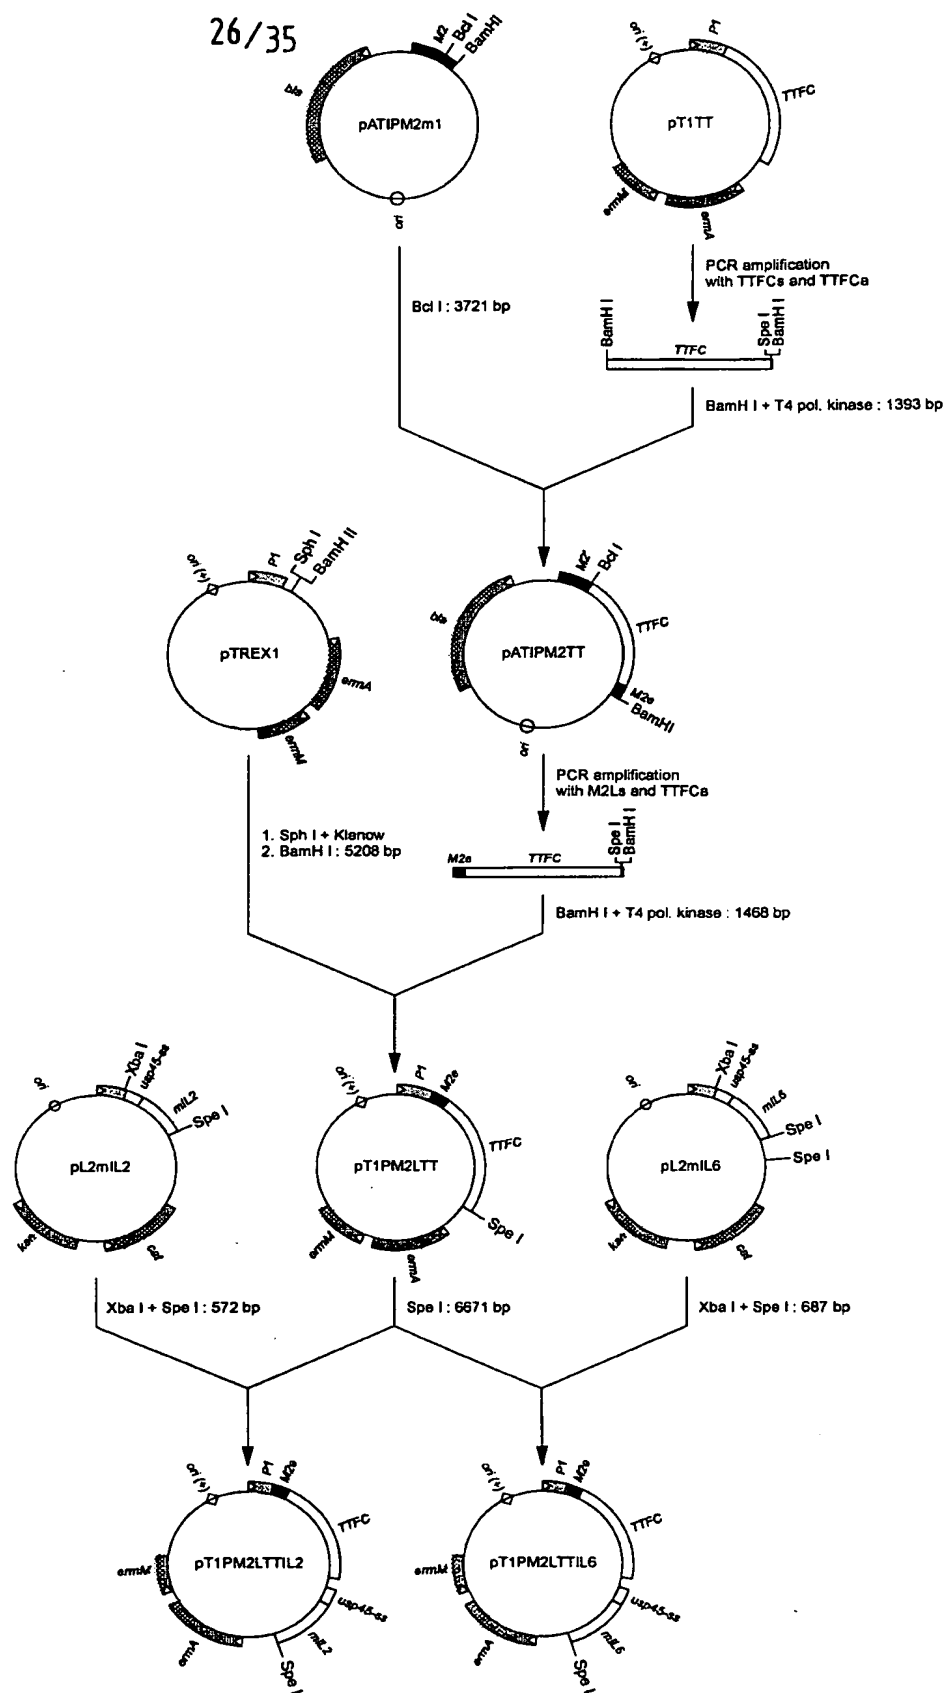 26/35
M2
Bcl I
BamHI
bla
pATIPM2m1
ori
ori (+)
P1
TTFC
pT1TT
ermM
ermA
PCR amplification
with TTFCs and TTFCa
Bcl I : 3721 bp
BamH I
TTFC
Spe I
BamH I
BamH I + T4 pol. kinase : 1393 bp
ori (+)
P1
Sph I
BamH II
pTREX1
ermA
ermM
M2'
Bcl I
bla
TTFC
pATIPM2TT
M2e
BamHI
ori
PCR amplification
with M2Ls and TTFCa
1. Sph I + Klenow
2. BamH I : 5208 bp
Spe I
BamH I
M2e
TTFC
BamH I + T4 pol. kinase : 1468 bp
ori
Xba I
usp45-ss
mIL2
Spe I
pL2mIL2
kan
cat
ori (+)
P1
M2e
TTFC
pT1PM2LTT
Spe I
ermM
ermA
ori
Xba I
usp45-ss
mIL6
Spe I
Spe I
pL2mIL6
kan
cat
Xba I + Spe I : 572 bp
Spe I : 6671 bp
Xba I + Spe I : 687 bp
ori (+)
P1
M2e
TTFC
pT1PM2LTTIL2
ermM
usp45-ss
ermA
mIL2
Spe I
ori (+)
P1
M2e
TTFC
pT1PM2LTTIL6
ermM
usp45-ss
ermA
mIL6
Spe I